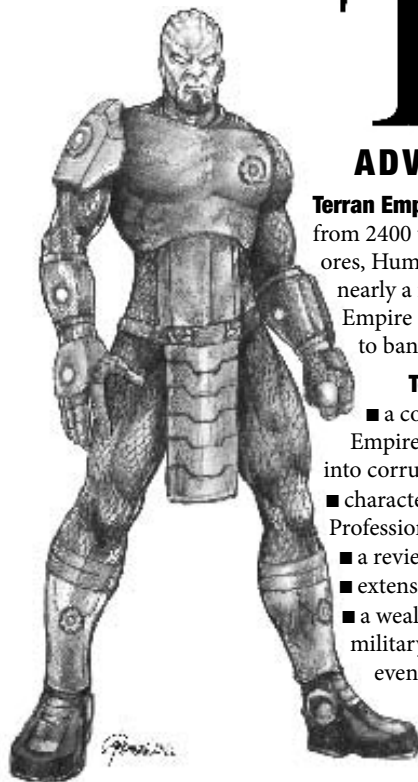 ADV
Terran Emp
from 2400
ores, Hum
nearly a
Empire
to ban
T
■ a co
Empire
into corru
■ characte
Profession
■ a revie
■ extens
■ a weal
military
even